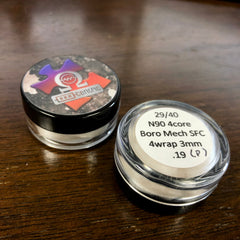 29/40
N90 4core
Boro Mech SFC
4wrap 3mm
.19 (P)